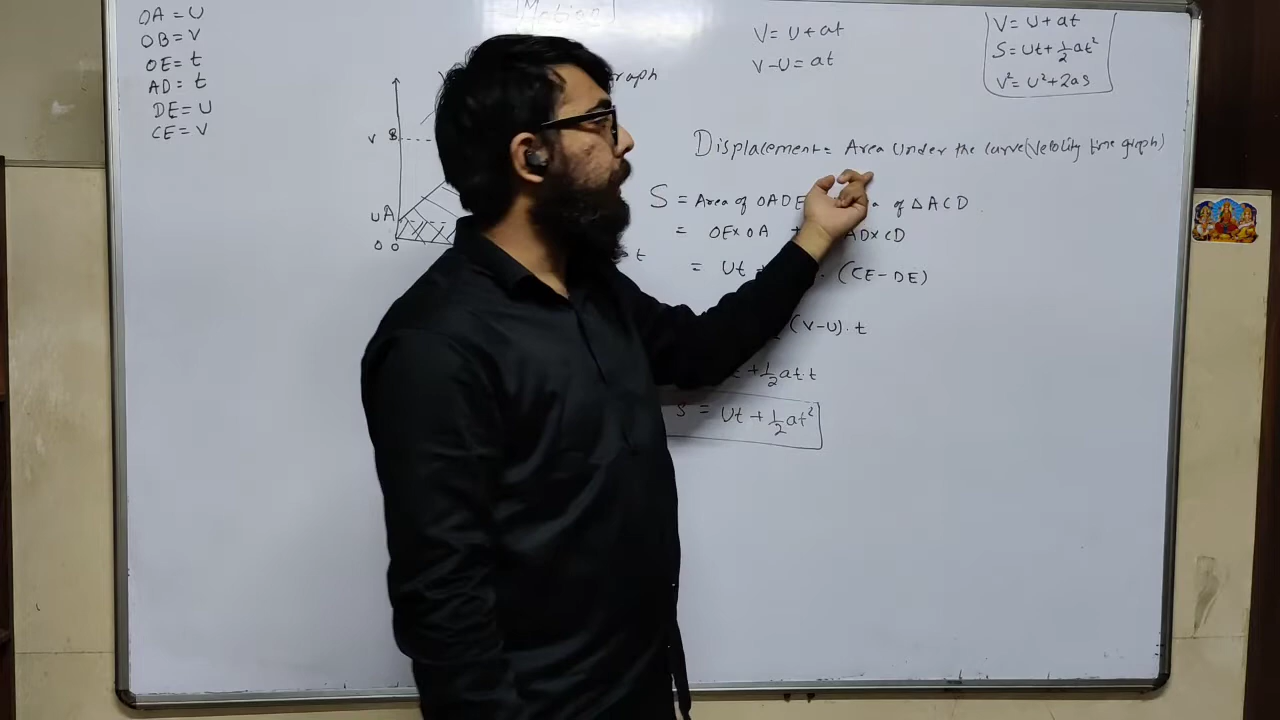 OA = U
OB = V
OE = t
AD = t
DE = U
CE = V
Motion
raph
V B
U A
O O
t
V = U + at
V - U = at
V = U + at
S = Ut + 1/2 at²
V² = U² + 2as
Displacement = Area Under the curve (Velocity time graph)
S = Area of OADE of △ACD
= OE × OA + AD × CD
= Ut + . (CE - DE)
(V - U) . t
+ 1/2 at.t
S = Ut + 1/2 at²